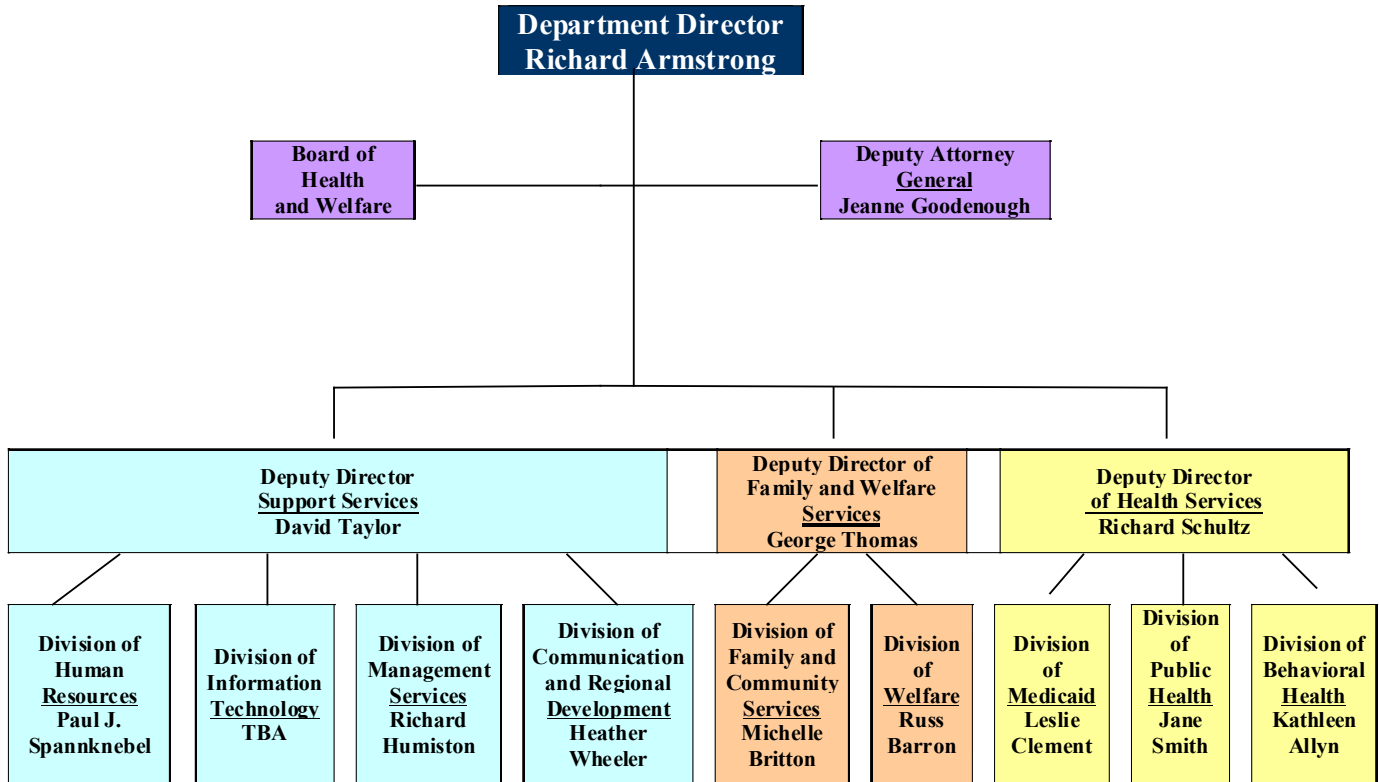 Department Director
Richard Armstrong
Board of
Health
and Welfare
Deputy Attorney
General
Jeanne Goodenough
Deputy Director
Support Services
David Taylor
Deputy Director of
Family and Welfare
Services
George Thomas
Deputy Director
of Health Services
Richard Schultz
Division of
Human
Resources
Paul J.
Spannknebel
Division of
Information
Technology
TBA
Division of
Management
Services
Richard
Humiston
Division of
Communication
and Regional
Development
Heather
Wheeler
Division of
Family and
Community
Services
Michelle
Britton
Division
of
Welfare
Russ
Barron
Division
of
Medicaid
Leslie
Clement
Division
of
Public
Health
Jane
Smith
Division of
Behavioral
Health
Kathleen
Allyn